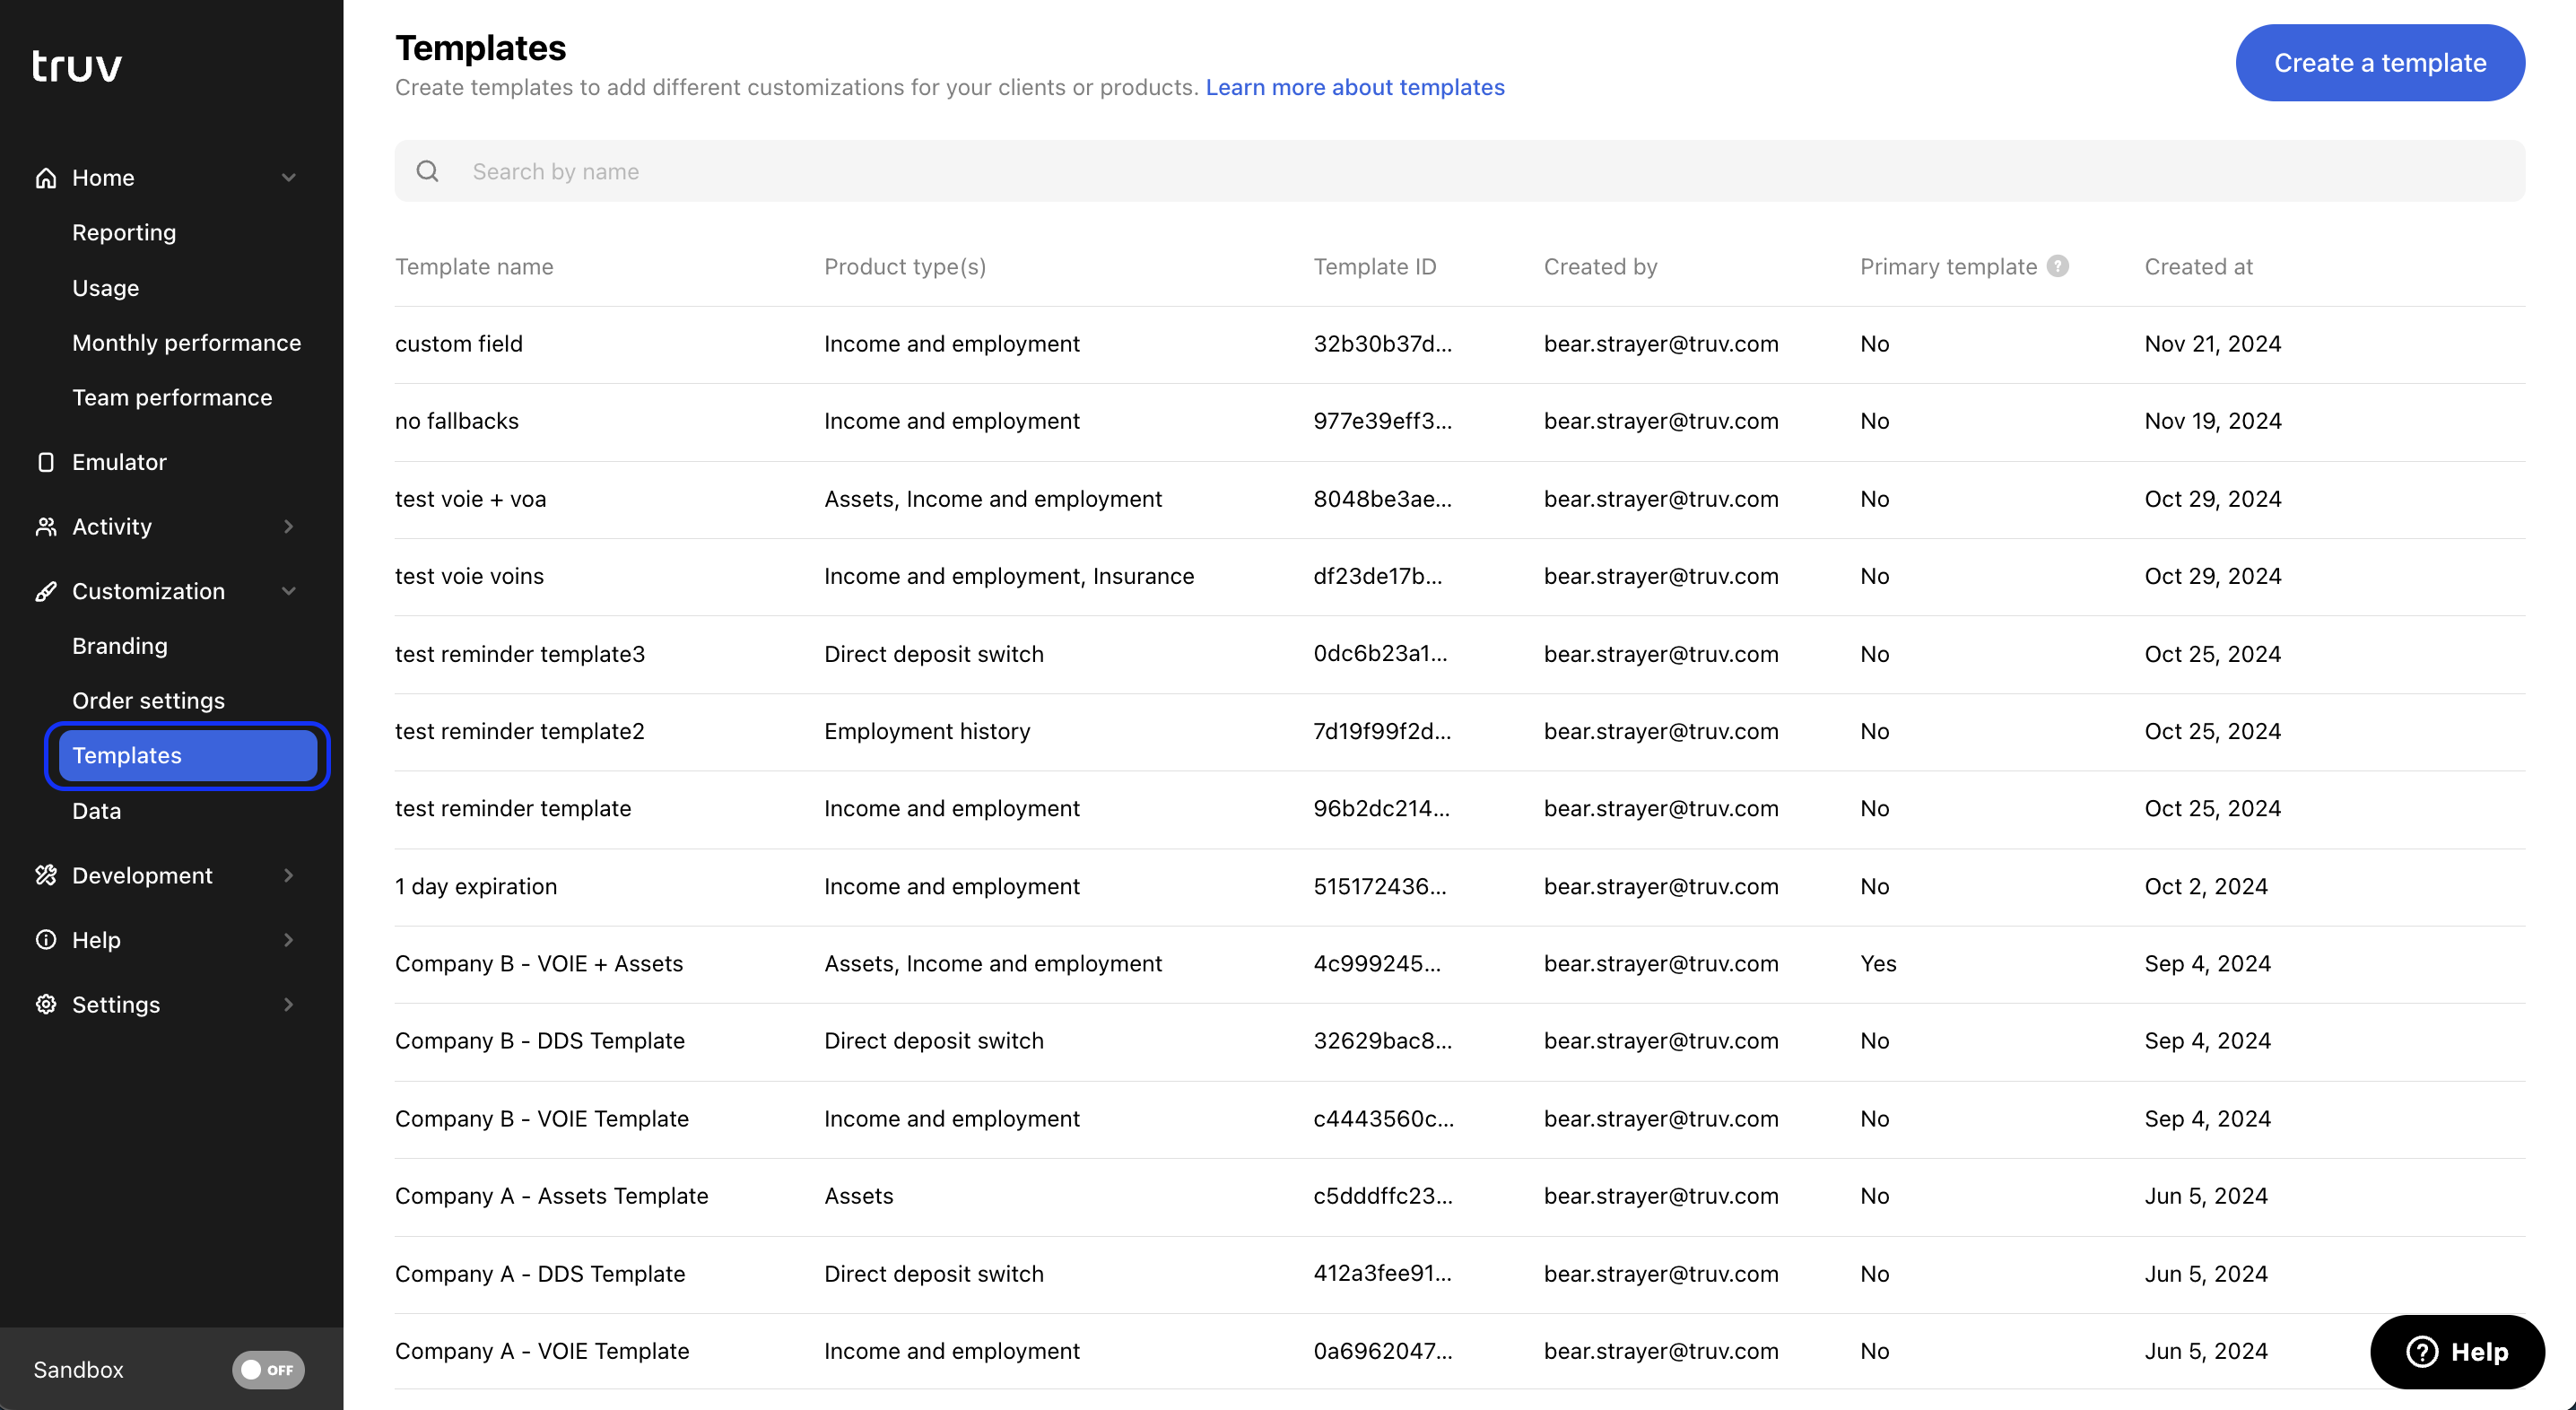 truv
Home
Reporting
Usage
Monthly performance
Team performance
Emulator
Activity
Customization
Branding
Order settings
Templates
Data
Development
Help
Settings
Sandbox OFF
Templates
Create templates to add different customizations for your clients or products. Learn more about templates
Create a template
Search by name
Template name Product type(s) Template ID Created by Primary template ? Created at
custom field Income and employment 32b30b37d... bear.strayer@truv.com No Nov 21, 2024
no fallbacks Income and employment 977e39eff3... bear.strayer@truv.com No Nov 19, 2024
test voie + voa Assets, Income and employment 8048be3ae... bear.strayer@truv.com No Oct 29, 2024
test voie voins Income and employment, Insurance df23de17b... bear.strayer@truv.com No Oct 29, 2024
test reminder template3 Direct deposit switch 0dc6b23a1... bear.strayer@truv.com No Oct 25, 2024
test reminder template2 Employment history 7d19f99f2d... bear.strayer@truv.com No Oct 25, 2024
test reminder template Income and employment 96b2dc214... bear.strayer@truv.com No Oct 25, 2024
1 day expiration Income and employment 515172436... bear.strayer@truv.com No Oct 2, 2024
Company B - VOIE + Assets Assets, Income and employment 4c999245... bear.strayer@truv.com Yes Sep 4, 2024
Company B - DDS Template Direct deposit switch 32629bac8... bear.strayer@truv.com No Sep 4, 2024
Company B - VOIE Template Income and employment c4443560c... bear.strayer@truv.com No Sep 4, 2024
Company A - Assets Template Assets c5dddffc23... bear.strayer@truv.com No Jun 5, 2024
Company A - DDS Template Direct deposit switch 412a3fee91... bear.strayer@truv.com No Jun 5, 2024
Company A - VOIE Template Income and employment 0a6962047... bear.strayer@truv.com No Jun 5, 2024
? Help